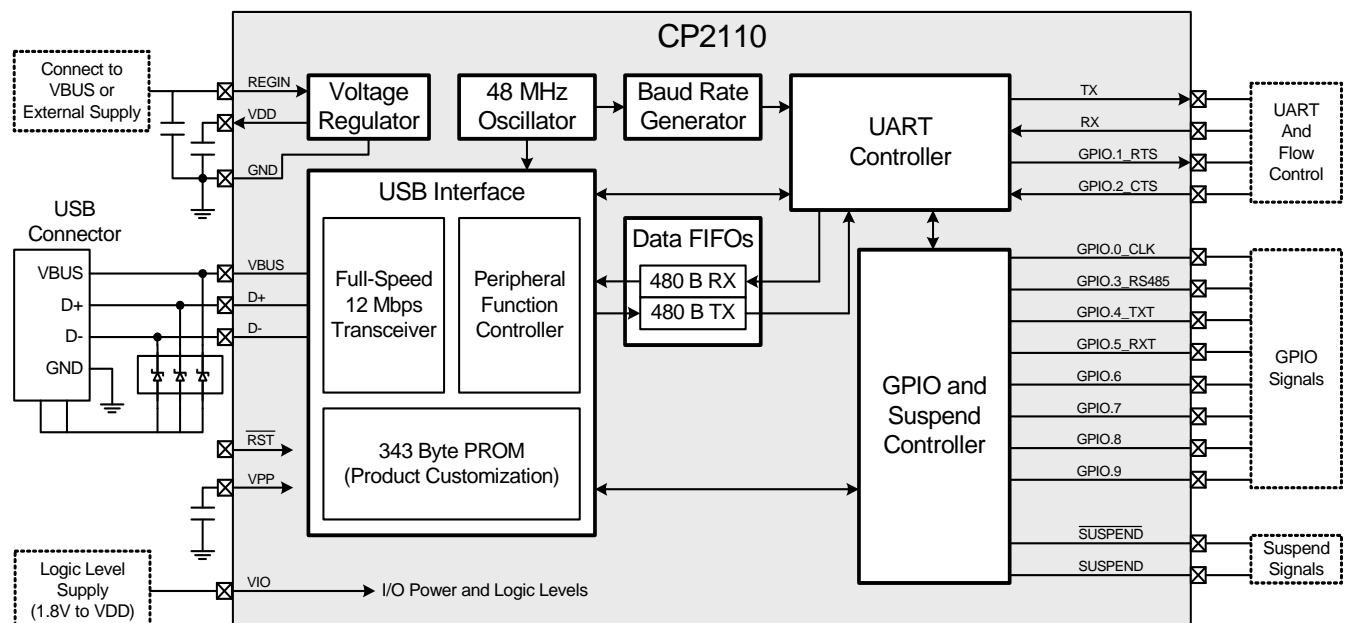 CP2110
Connect to
VBUS or
External Supply
REGIN
VDD
GND
Voltage
Regulator
48 MHz
Oscillator
Baud Rate
Generator
UART
Controller
TX
RX
GPIO.1_RTS
GPIO.2_CTS
UART
And
Flow
Control
USB
Connector
VBUS
D+
D-
GND
VBUS
D+
D-
USB Interface
Full-Speed
12 Mbps
Transceiver
Peripheral
Function
Controller
343 Byte PROM
(Product Customization)
Data FIFOs
480 B RX
480 B TX
GPIO and
Suspend
Controller
GPIO.0_CLK
GPIO.3_RS485
GPIO.4_TXT
GPIO.5_RXT
GPIO.6
GPIO.7
GPIO.8
GPIO.9
GPIO
Signals
SUSPEND
SUSPEND
Suspend
Signals
RST
VPP
Logic Level
Supply
(1.8V to VDD)
VIO
I/O Power and Logic Levels